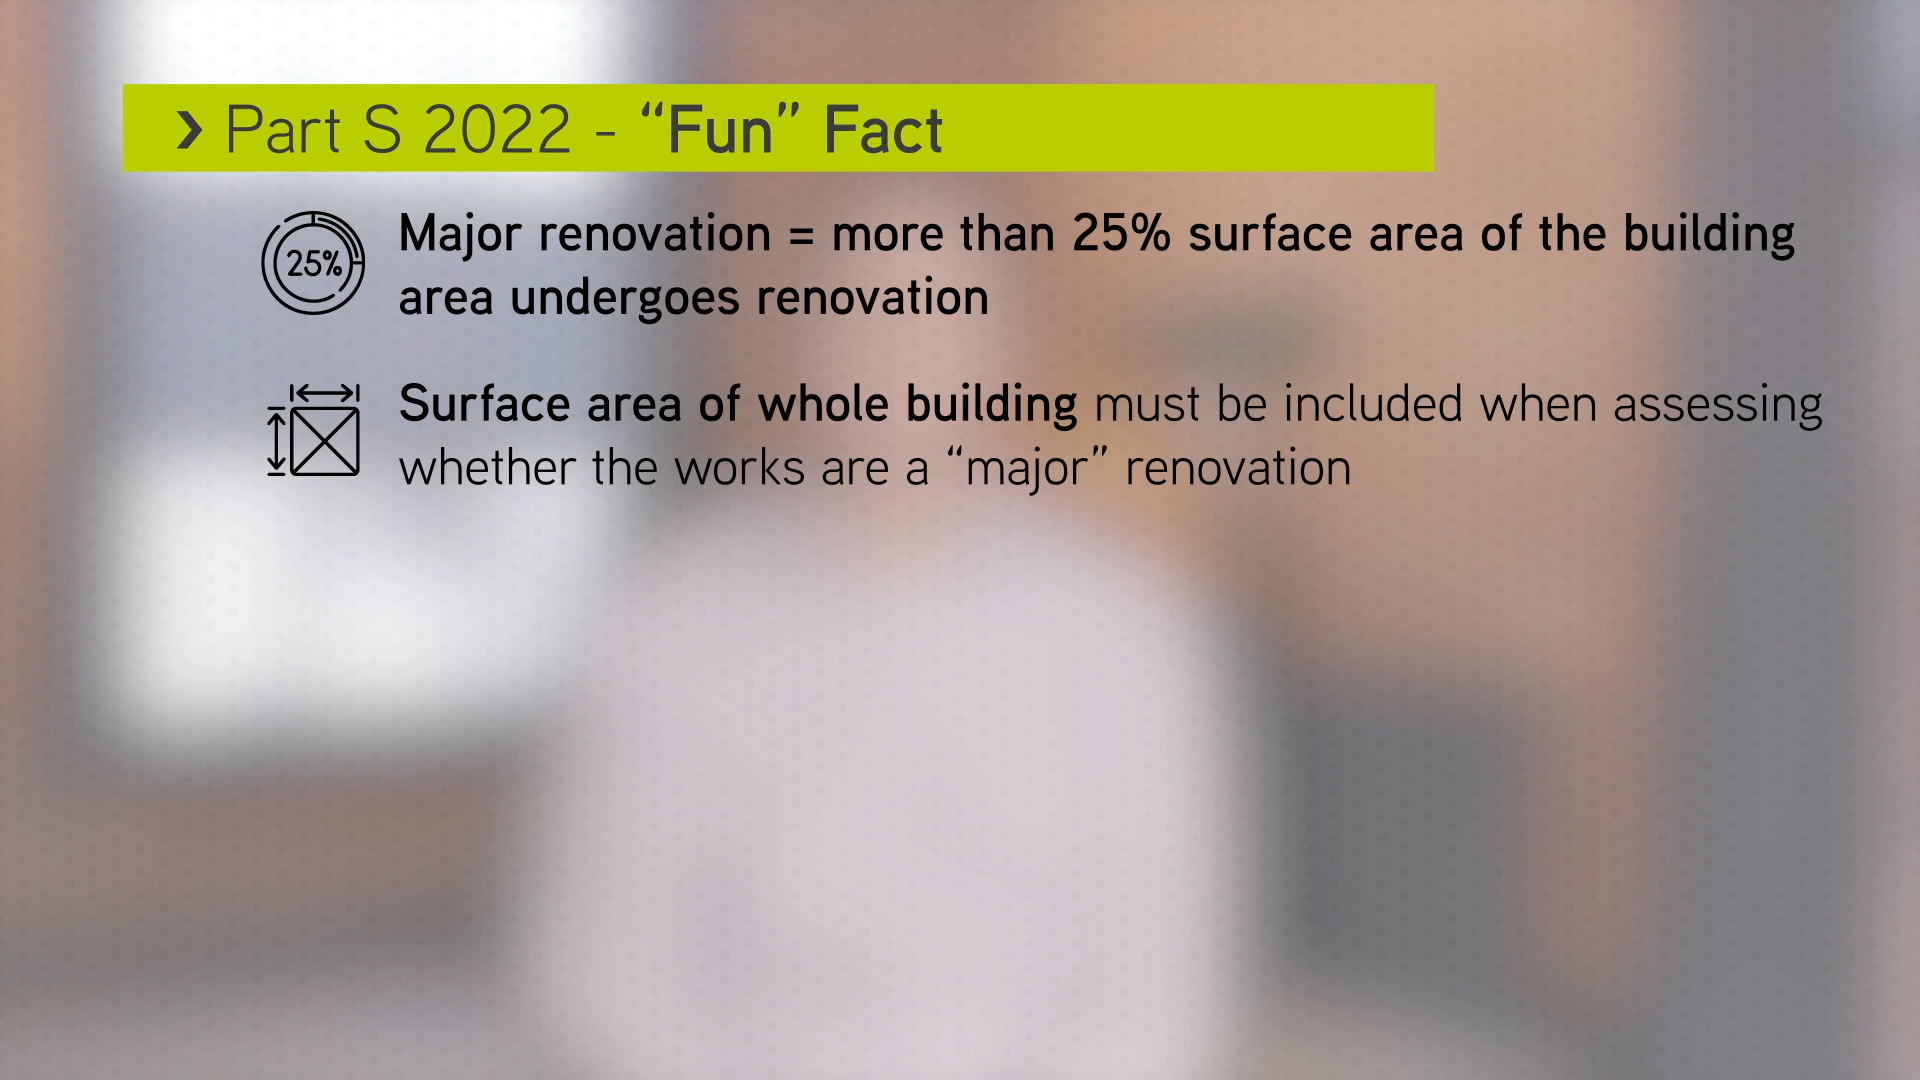 › Part S 2022 - “Fun” Fact
25%
Major renovation = more than 25% surface area of the building
area undergoes renovation
Surface area of whole building must be included when assessing
whether the works are a “major” renovation